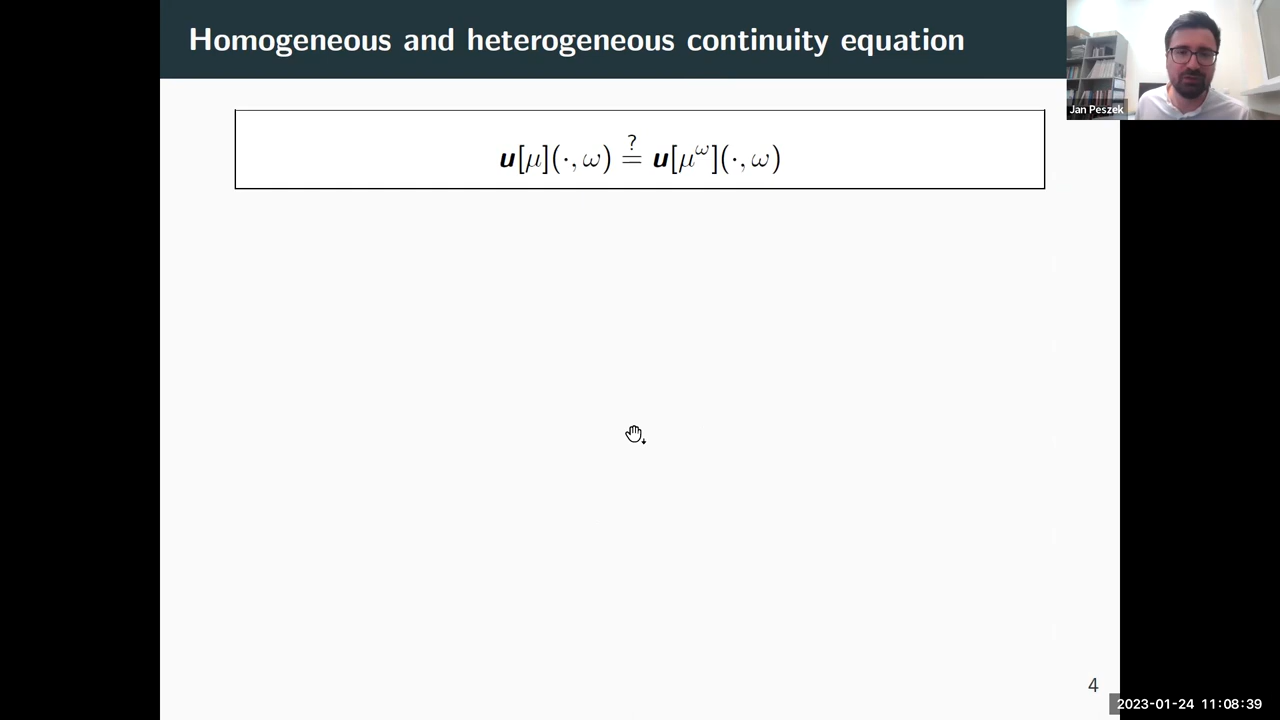 Homogeneous and heterogeneous continuity equation
Jan Peszek
u[μ](·, ω) ≟ u[μ^ω](·, ω)
4
2023-01-24 11:08:39